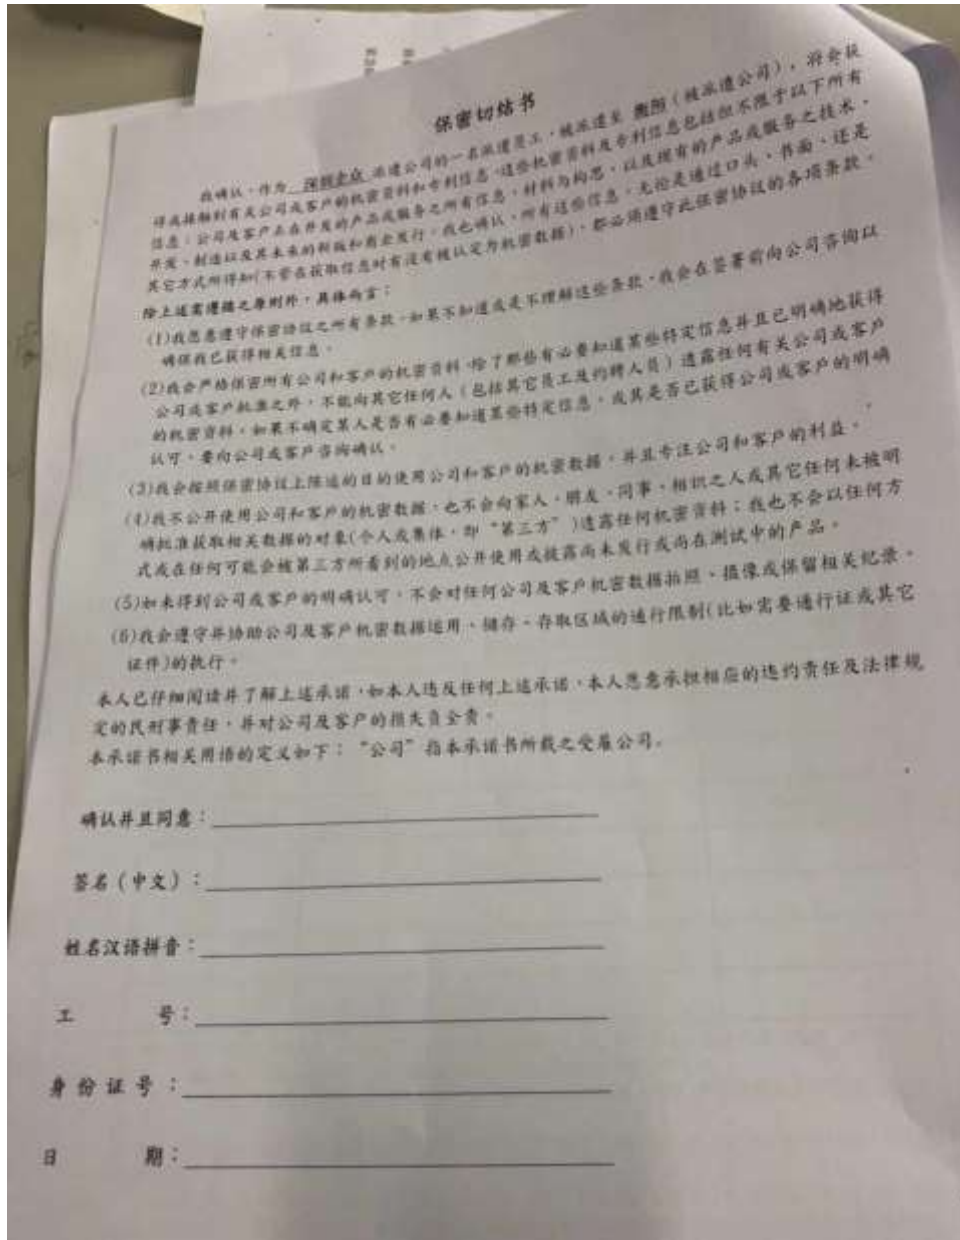 保密切结书
我确认，作为 深圳全众 派遣公司的一名派遣员工，被派遣至 （被派遣公司），将会获
得或接触到有关公司或客户的机密资料和专利信息，这些机密资料及专利信息包括但不限于以下所有
信息：公司及客户正在开发的产品或服务之所有信息，材料与构思，以及现有的产品或服务之技术，
开发，制造以及其未来的新版和商业发行。我也确认，所有这些信息，无论是通过口头、书面、还是
其它方式所得知(不管在获取信息时有没有被认定为机密数据)，都必须遵守此保密协议的各项条款。
除上述需遵循之原则外，具体而言：
(1)我愿意遵守保密协议之所有条款。如果不知道或是不理解这些条款，我会在签署前向公司咨询以
确保我已获得相关信息。
(2)我会严格保密所有公司和客户的机密资料。除了那些有必要知道某些特定信息并且已明确地获得
公司或客户批准之外，不能向其它任何人（包括其它员工及约聘人员）透露任何有关公司或客户
的机密资料。如果不确定某人是否有必要知道某些特定信息，或其是否已获得公司或客户的明确
认可，要向公司或客户咨询确认。
(3)我会按照保密协议上陈述的目的使用公司和客户的机密数据，并且专注公司和客户的利益。
(4)我不公开使用公司和客户的机密数据，也不会向家人、朋友、同事、相识之人或其它任何未被明
确批准获取相关数据的对象(个人或集体，即“第三方”)透露任何机密资料；我也不会以任何方
式或在任何可能会被第三方所看到的地点公开使用或披露尚未发行或尚在测试中的产品。
(5)如未得到公司或客户的明确认可，不会对任何公司及客户机密数据拍照、摄像或保留相关纪录。
(6)我会遵守并协助公司及客户机密数据运用、储存、存取区域的通行限制(比如需要通行证或其它
证件)的执行。
本人已仔细阅读并了解上述承诺，如本人违反任何上述承诺，本人愿意承担相应的违约责任及法律规
定的民刑事责任，并对公司及客户的损失负全责。
本承诺书相关用语的定义如下：“公司”指本承诺书所载之受雇公司。
确认并且同意：
签名（中文）：
姓名汉语拼音：
工 号：
身份证号：
日 期：